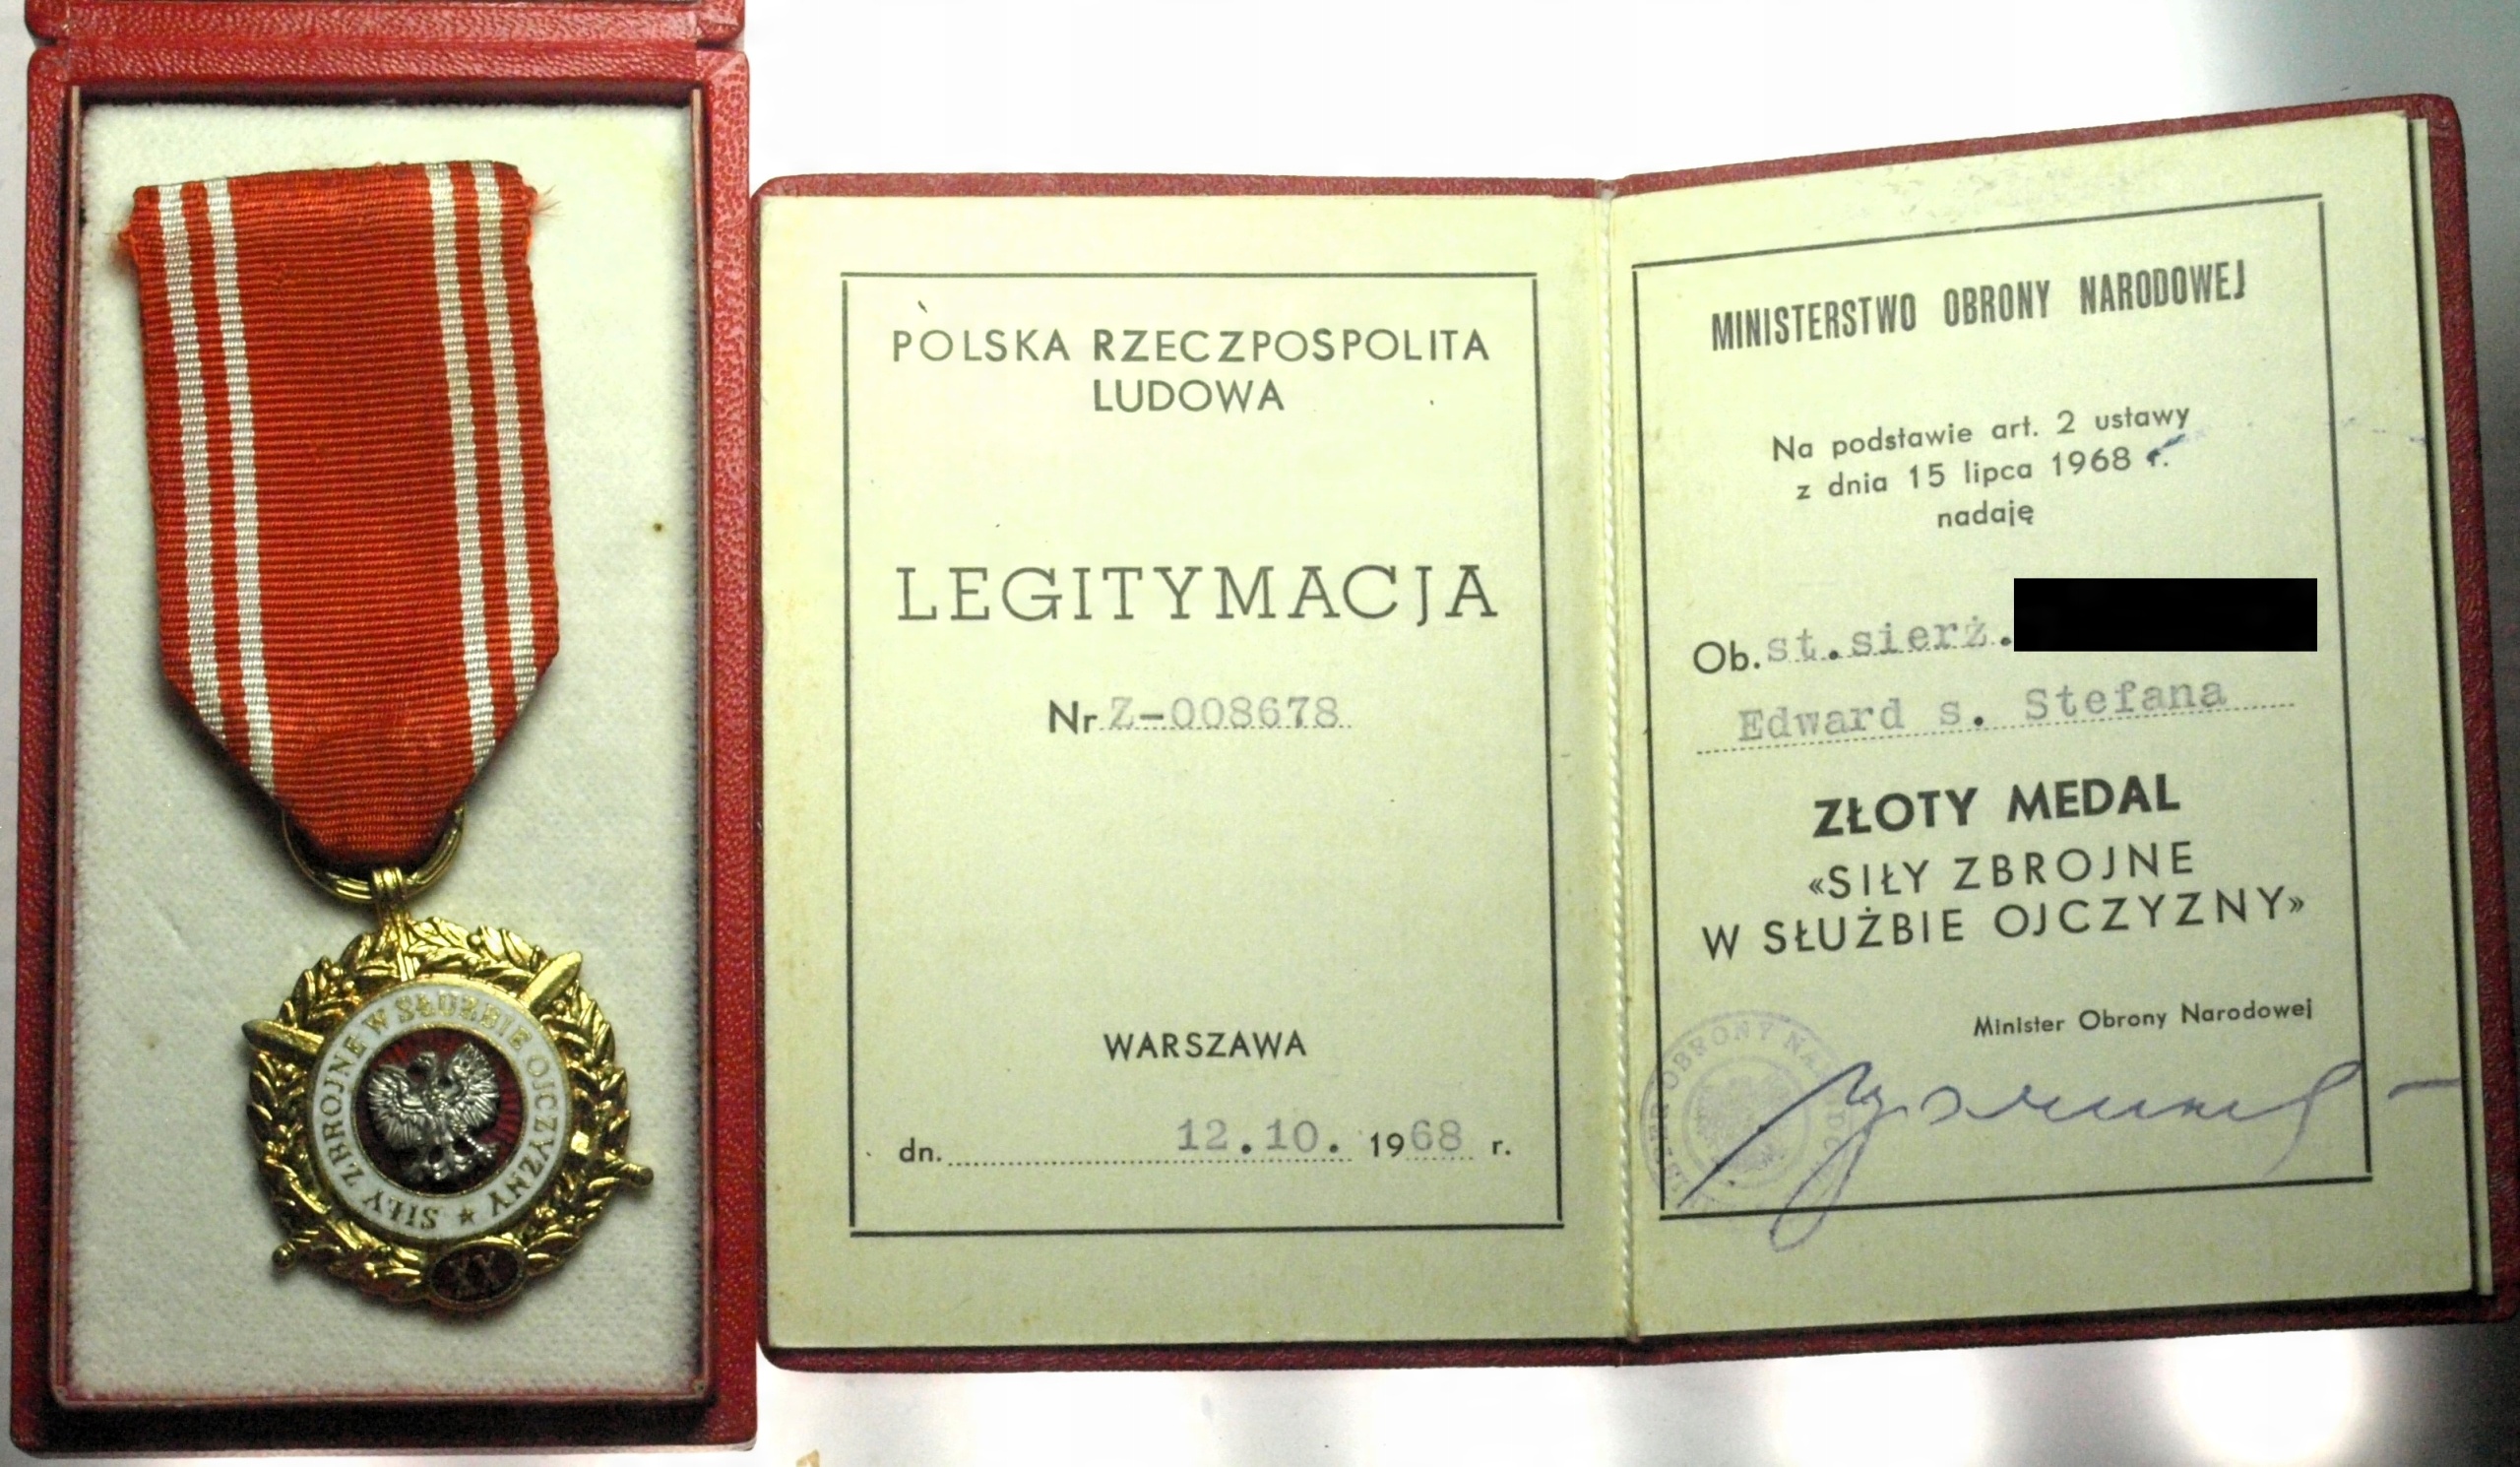 SIŁY ZBROJNE W SŁUŻBIE OJCZYZNY
XX
POLSKA RZECZPOSPOLITA
LUDOWA
LEGITYMACJA
Nr Z-008678
WARSZAWA
dn. 12.10. 1968 r.
MINISTERSTWO OBRONY NARODOWEJ
Na podstawie art. 2 ustawy
z dnia 15 lipca 1968 r.
nadaję
Ob. st.sierż.
Edward s. Stefana
ZŁOTY MEDAL
«SIŁY ZBROJNE
W SŁUŻBIE OJCZYZNY»
Minister Obrony Narodowej
OBRONY